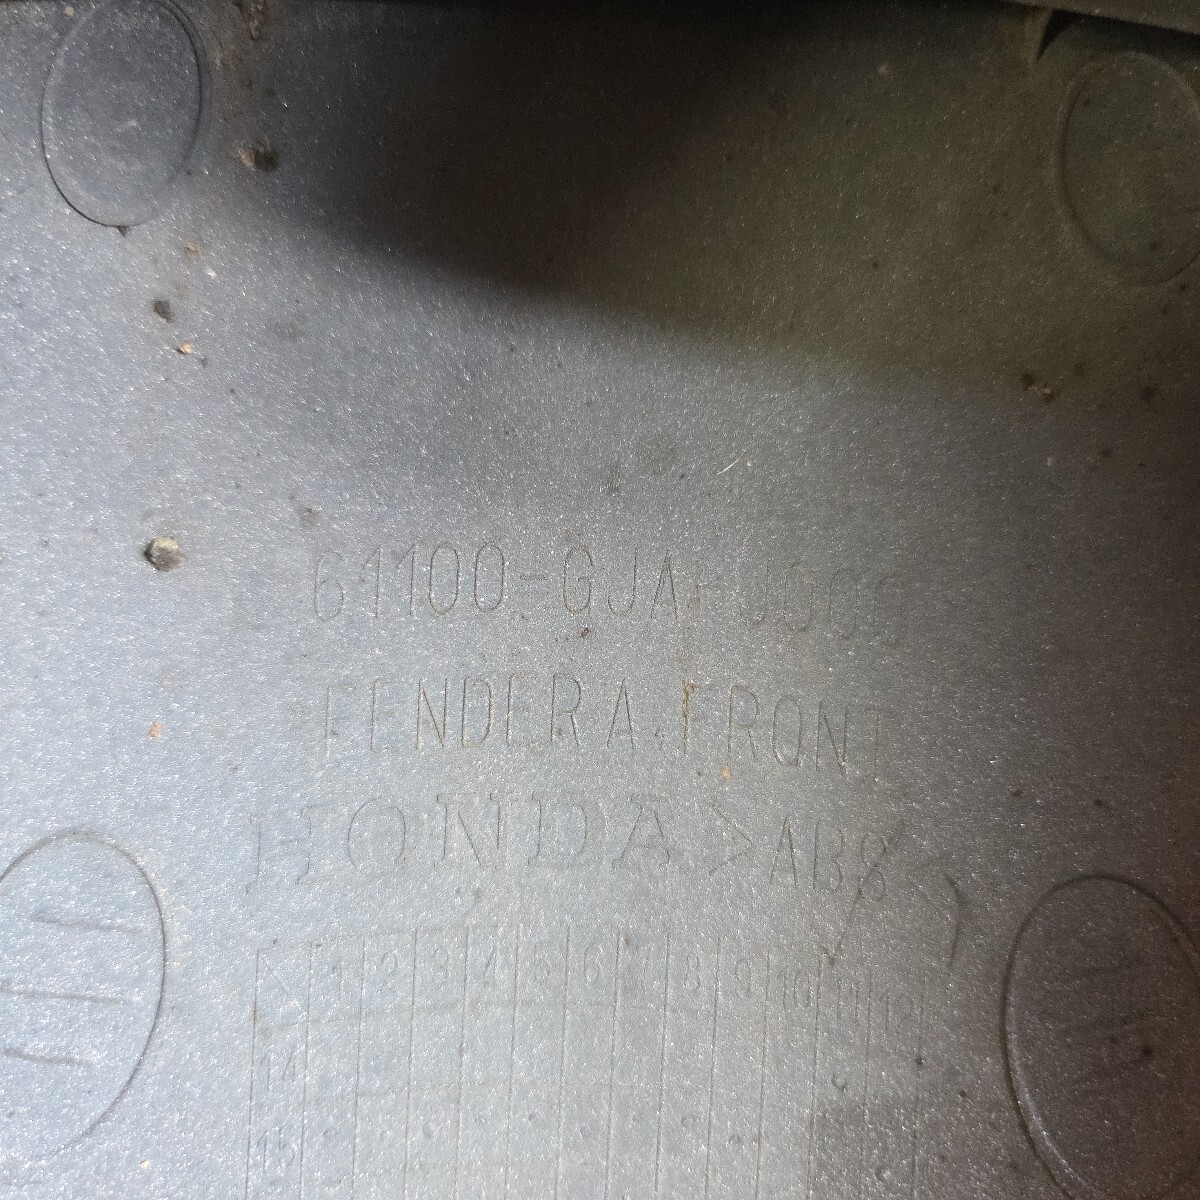 61100-GJA-J000
FENDER A, FRONT
HONDA >ABS<
1 2 3 4 5 6 7 8 9 10 11 12
14
15